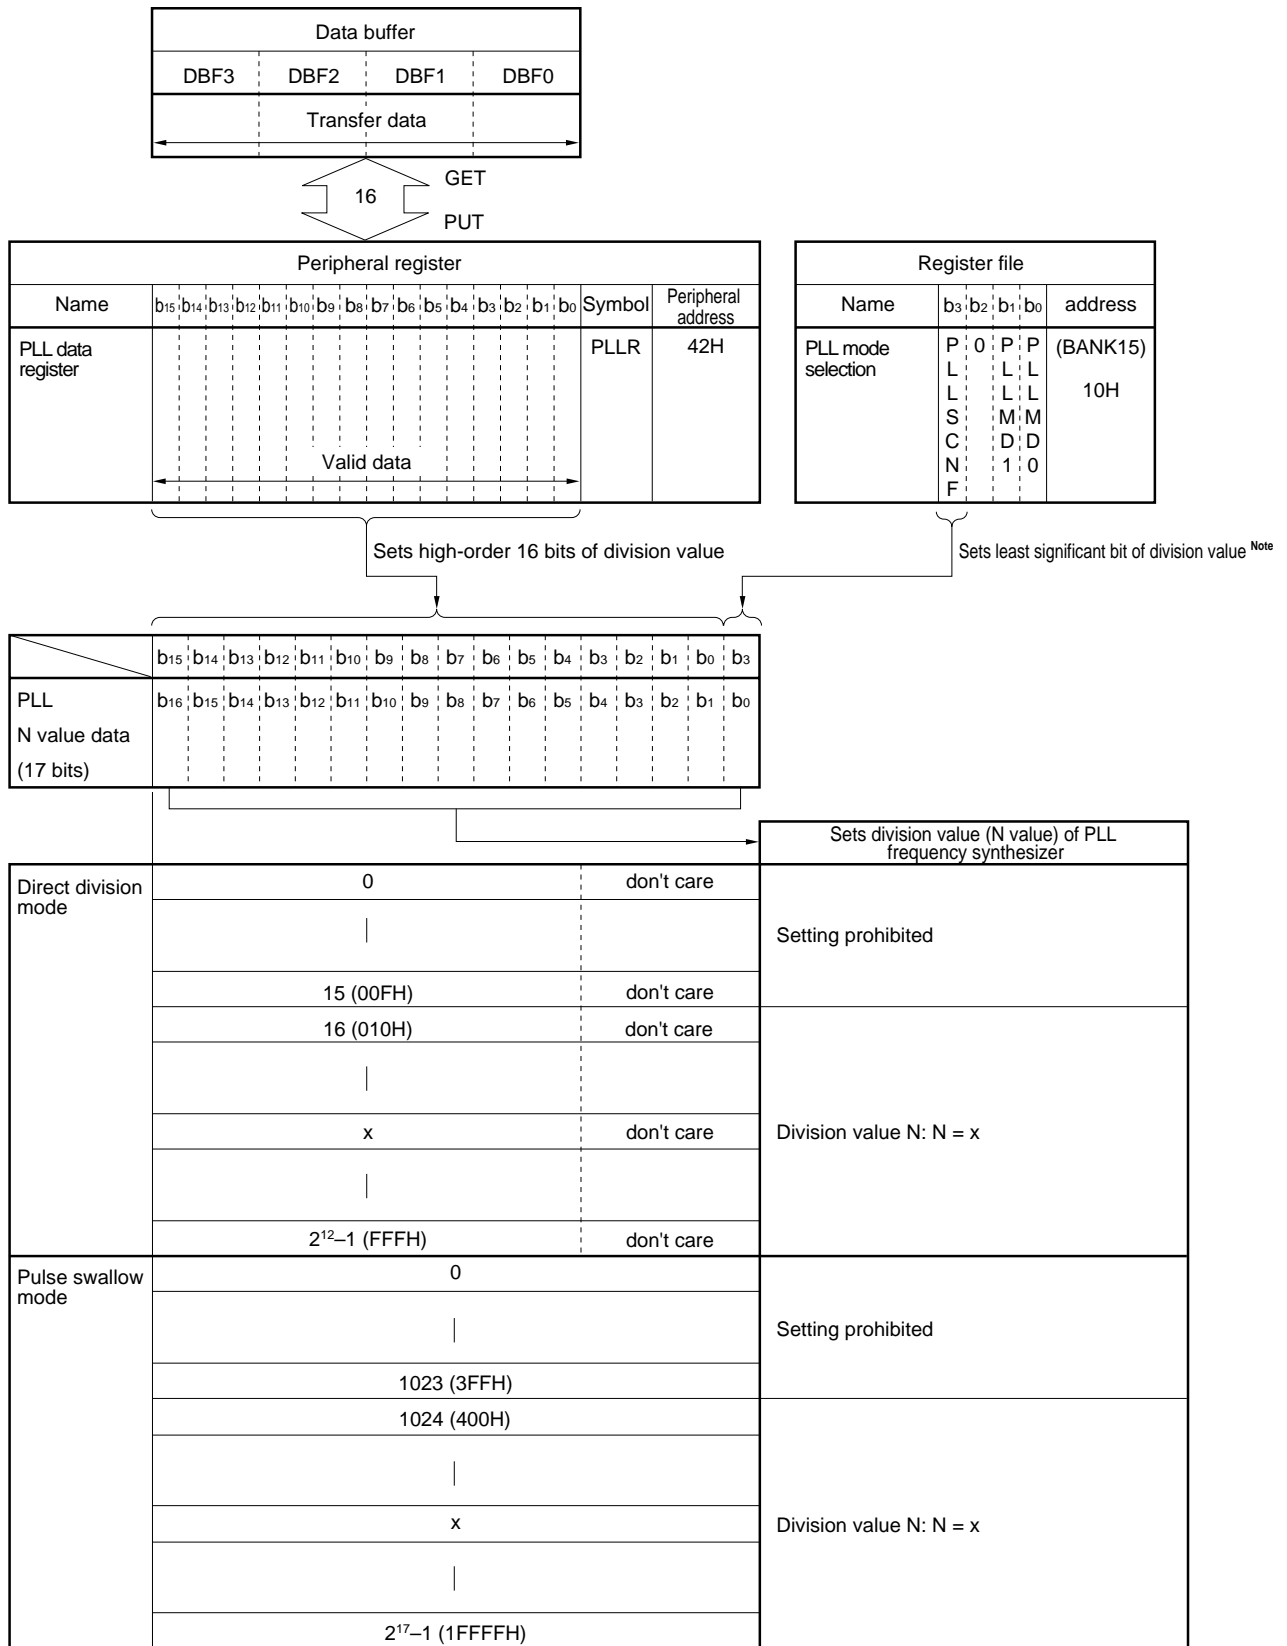 Data buffer
DBF3 DBF2 DBF1 DBF0
Transfer data
16
GET
PUT
Peripheral register
Name b15 b14 b13 b12 b11 b10 b9 b8 b7 b6 b5 b4 b3 b2 b1 b0 Symbol Peripheral address
PLL data register
PLLR 42H
Valid data
Register file
Name b3 b2 b1 b0 address
PLL mode selection
PLLSCNF 0 PLLMD1 PLLMD0
(BANK15)
10H
Sets high-order 16 bits of division value
Sets least significant bit of division value Note
b15 b14 b13 b12 b11 b10 b9 b8 b7 b6 b5 b4 b3 b2 b1 b0 b3
PLL
N value data
(17 bits)
b16 b15 b14 b13 b12 b11 b10 b9 b8 b7 b6 b5 b4 b3 b2 b1 b0
Sets division value (N value) of PLL
frequency synthesizer
Direct division
mode
0 don't care
Setting prohibited
15 (00FH) don't care
16 (010H) don't care
x don't care
Division value N: N = x
2¹²–1 (FFFH) don't care
Pulse swallow
mode
0
Setting prohibited
1023 (3FFH)
1024 (400H)
x
Division value N: N = x
2¹⁷–1 (1FFFFH)